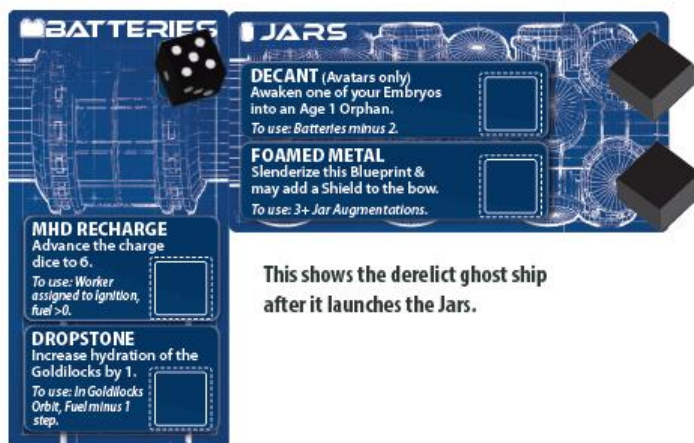 BATTERIES
JARS
DECANT (Avatars only)
Awaken one of your Embryos
into an Age 1 Orphan.
To use: Batteries minus 2.
FOAMED METAL
Slenderize this Blueprint &
may add a Shield to the bow.
To use: 3+ Jar Augmentations.
MHD RECHARGE
Advance the charge
dice to 6.
To use: Worker
assigned to Ignition,
fuel >0.
DROPSTONE
Increase hydration of the
Goldilocks by 1.
To use: In Goldilocks
Orbit, Fuel minus 1
step.
This shows the derelict ghost ship
after it launches the Jars.